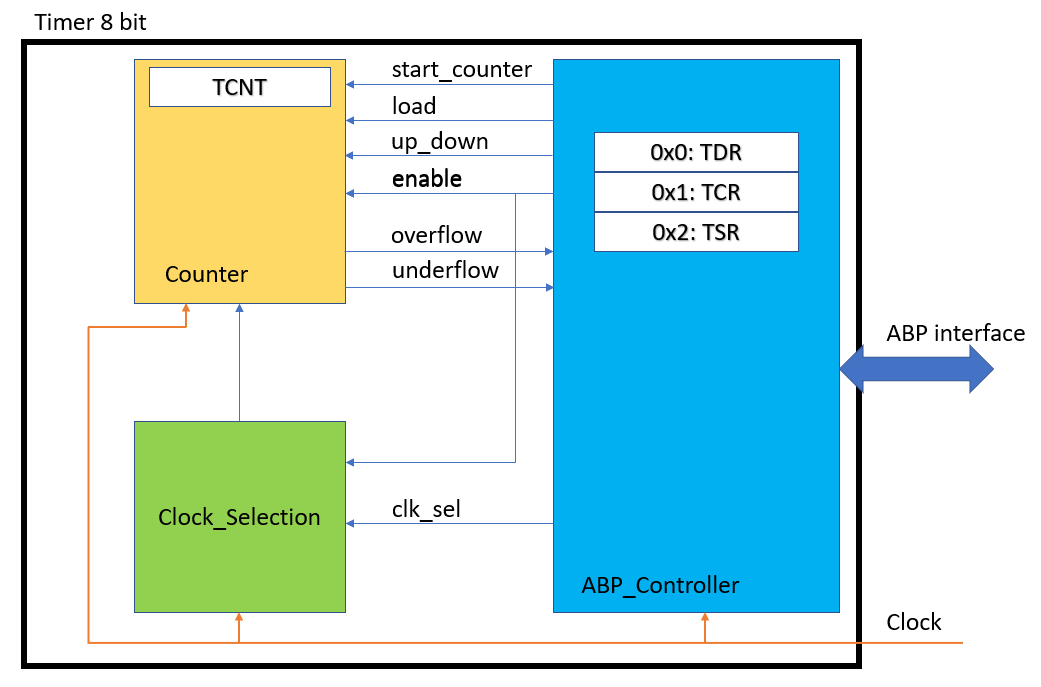 Timer 8 bit
TCNT
start_counter
load
up_down
enable
overflow
underflow
Counter
0x0: TDR
0x1: TCR
0x2: TSR
ABP interface
Clock_Selection
clk_sel
ABP_Controller
Clock